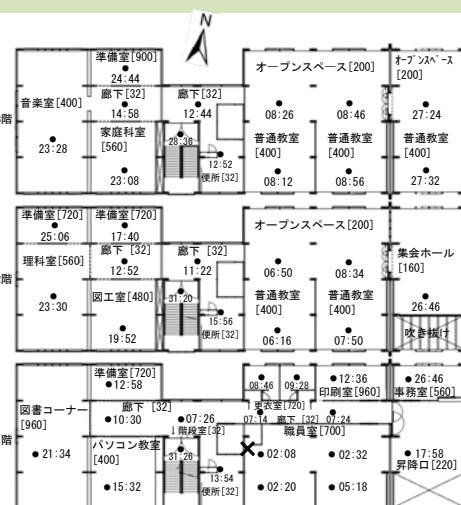 N
準備室[900]
24:44
オープンスペース[200]
オープンスペース
[200]
音楽室[400]
廊下[32]
14:58
廊下[32]
12:44
08:26
08:46
27:24
階
家庭科室
[560]
28:36
普通教室
[400]
普通教室
[400]
普通教室
[400]
23:28
23:08
12:52
便所[32]
08:12
08:56
27:32
準備室[720]
25:06
準備室[720]
17:40
オープンスペース[200]
理科室[560]
廊下 [32]
12:52
廊下 [32]
11:22
06:50
08:34
集会ホール
[160]
階
図工室[480]
31:20
普通教室
[400]
普通教室
[400]
23:30
15:56
26:46
19:52
便所[32]
06:16
07:50
吹き抜け
準備室[720]
12:58
08:46
09:28
12:36
印刷室[960]
26:46
事務室[560]
図書コーナー
[960]
廊下 [32]
10:30
07:26
↓階段室[32]
更衣室[720]
07:14
廊下 [32]
07:24
階
職員室[700]
パソコン教室
[400]
31:26
02:08
02:32
17:58
昇降口[220]
21:34
13:54
15:32
便所[32]
02:20
05:18